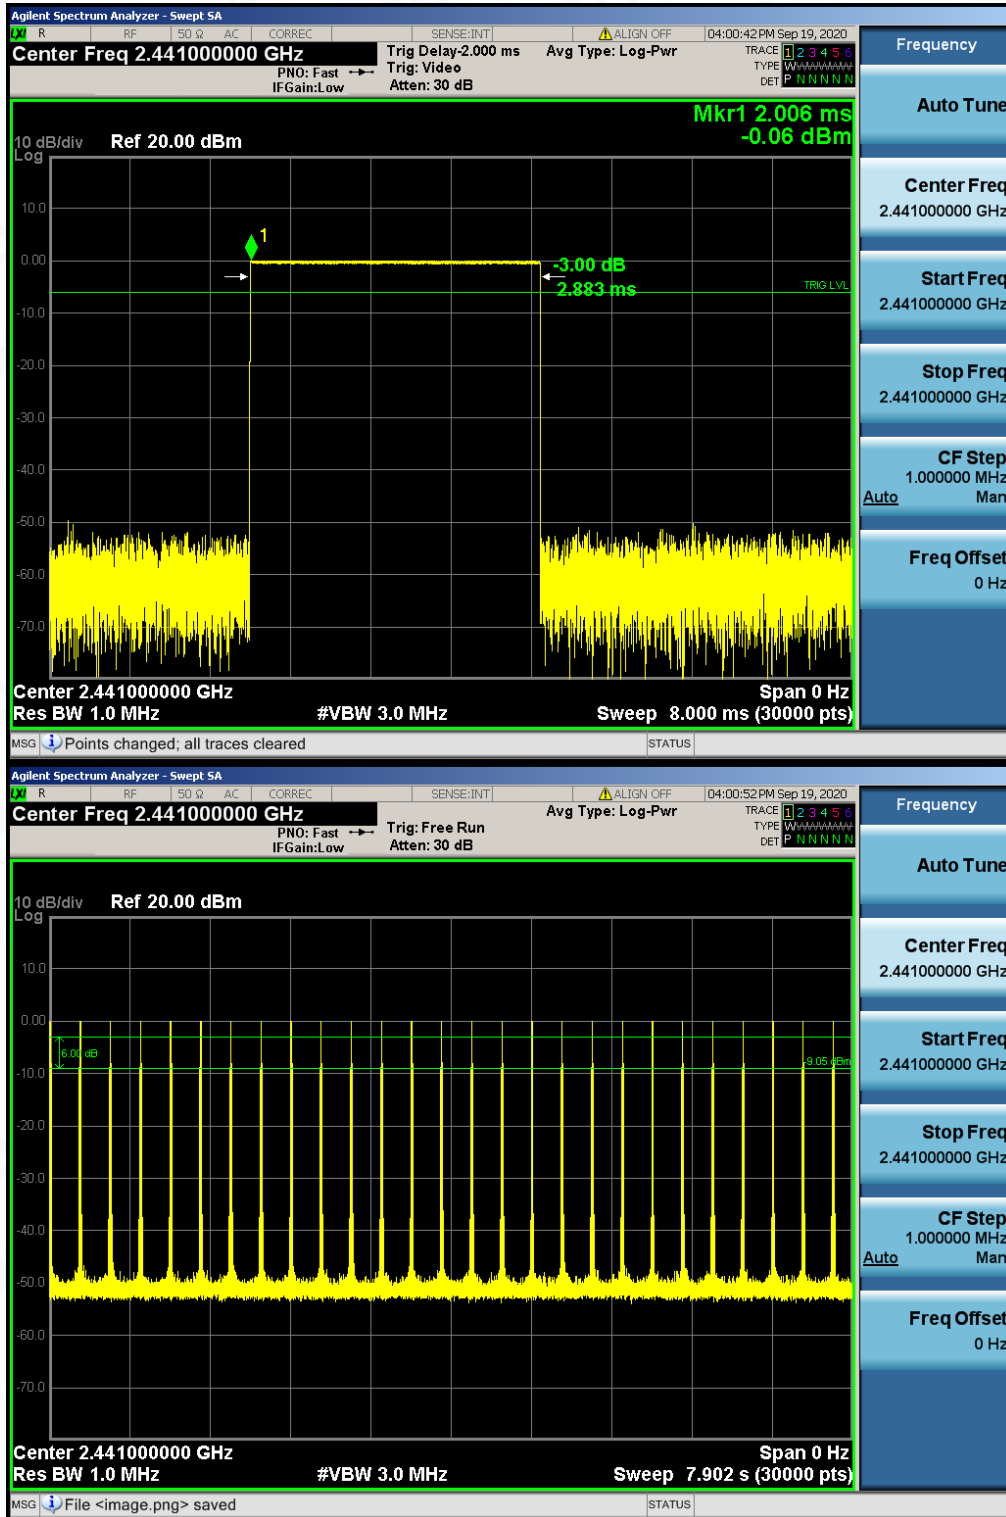 Agilent Spectrum Analyzer - Swept SA
LXI R RF 50 Ω AC CORREC SENSE:INT ALIGN OFF 04:00:42 PM Sep 19, 2020
Center Freq 2.441000000 GHz
PNO: Fast
IFGain:Low
Trig Delay-2.000 ms
Trig: Video
Atten: 30 dB
Avg Type: Log-Pwr
TRACE 1 2 3 4 5 6
TYPE W
DET P N N N N N
Mkr1 2.006 ms
-0.06 dBm
10 dB/div
Log
Ref 20.00 dBm
10.0
0.00
-10.0
-20.0
-30.0
-40.0
-50.0
-60.0
-70.0
1
-3.00 dB
2.883 ms
TRIG LVL
Center 2.441000000 GHz
Span 0 Hz
Res BW 1.0 MHz
#VBW 3.0 MHz
Sweep 8.000 ms (30000 pts)
MSG Points changed; all traces cleared
STATUS
Frequency
Auto Tune
Center Freq
2.441000000 GHz
Start Freq
2.441000000 GHz
Stop Freq
2.441000000 GHz
CF Step
1.000000 MHz
Auto Man
Freq Offset
0 Hz
Agilent Spectrum Analyzer - Swept SA
LXI R RF 50 Ω AC CORREC SENSE:INT ALIGN OFF 04:00:52 PM Sep 19, 2020
Center Freq 2.441000000 GHz
PNO: Fast
IFGain:Low
Trig: Free Run
Atten: 30 dB
Avg Type: Log-Pwr
TRACE 1 2 3 4 5 6
TYPE W
DET P N N N N N
10 dB/div
Log
Ref 20.00 dBm
10.0
0.00
-10.0
-20.0
-30.0
-40.0
-50.0
-60.0
-70.0
6.00 dB
-9.05 dBm
Center 2.441000000 GHz
Span 0 Hz
Res BW 1.0 MHz
#VBW 3.0 MHz
Sweep 7.902 s (30000 pts)
MSG File <image.png> saved
STATUS
Frequency
Auto Tune
Center Freq
2.441000000 GHz
Start Freq
2.441000000 GHz
Stop Freq
2.441000000 GHz
CF Step
1.000000 MHz
Auto Man
Freq Offset
0 Hz